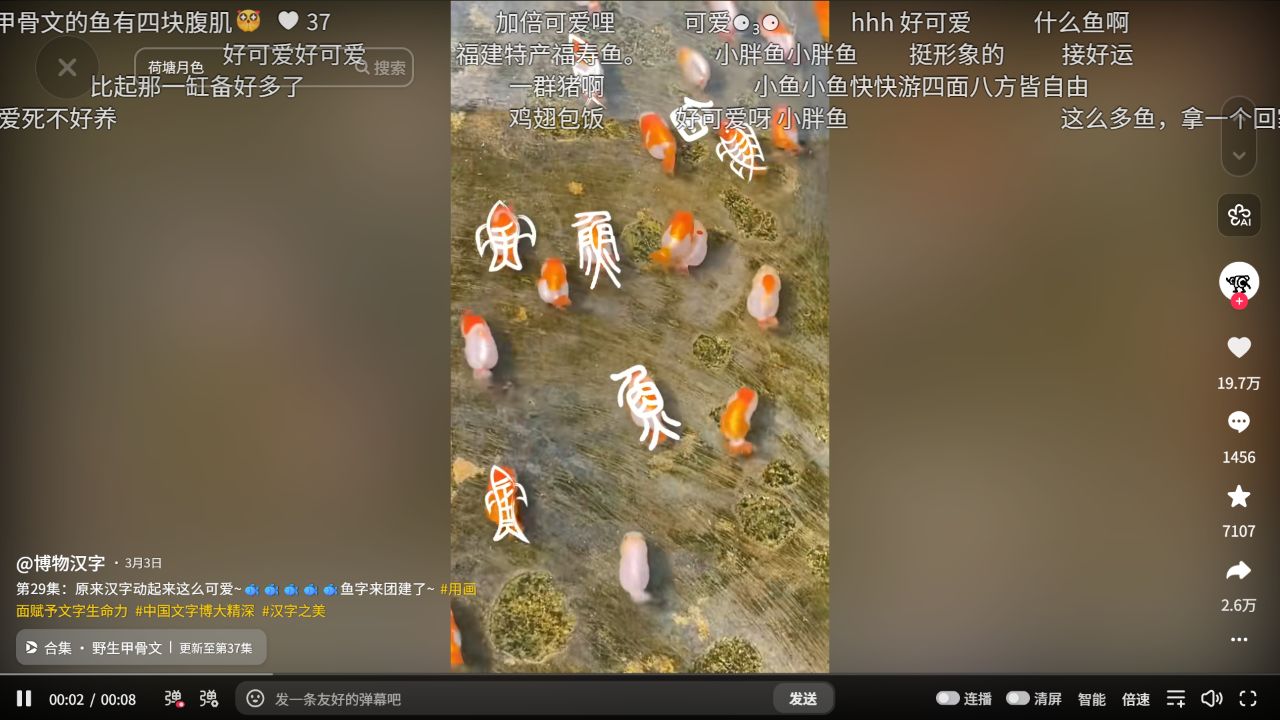 甲骨文的鱼有四块腹肌 37
加倍可爱哩
可爱
hhh 好可爱
什么鱼啊
荷塘月色
搜索
好可爱好可爱
福建特产福寿鱼。
小胖鱼小胖鱼
挺形象的
接好运
比起那一缸备好多了
一群猪啊
小鱼小鱼快快游四面八方皆自由
爱死不好养
鸡翅包饭
好可爱呀 小胖鱼
这么多鱼，拿一个回
AI
19.7万
1456
7107
2.6万
@博物汉字 · 3月3日
第29集：原来汉字动起来这么可爱~🐟🐟🐟🐟🐟鱼字来团建了~ #用画
面赋予文字生命力 #中国文字博大精深 #汉字之美
合集 · 野生甲骨文 | 更新至第37集
00:02 / 00:08
弹
弹
发一条友好的弹幕吧
发送
连播
清屏
智能
倍速